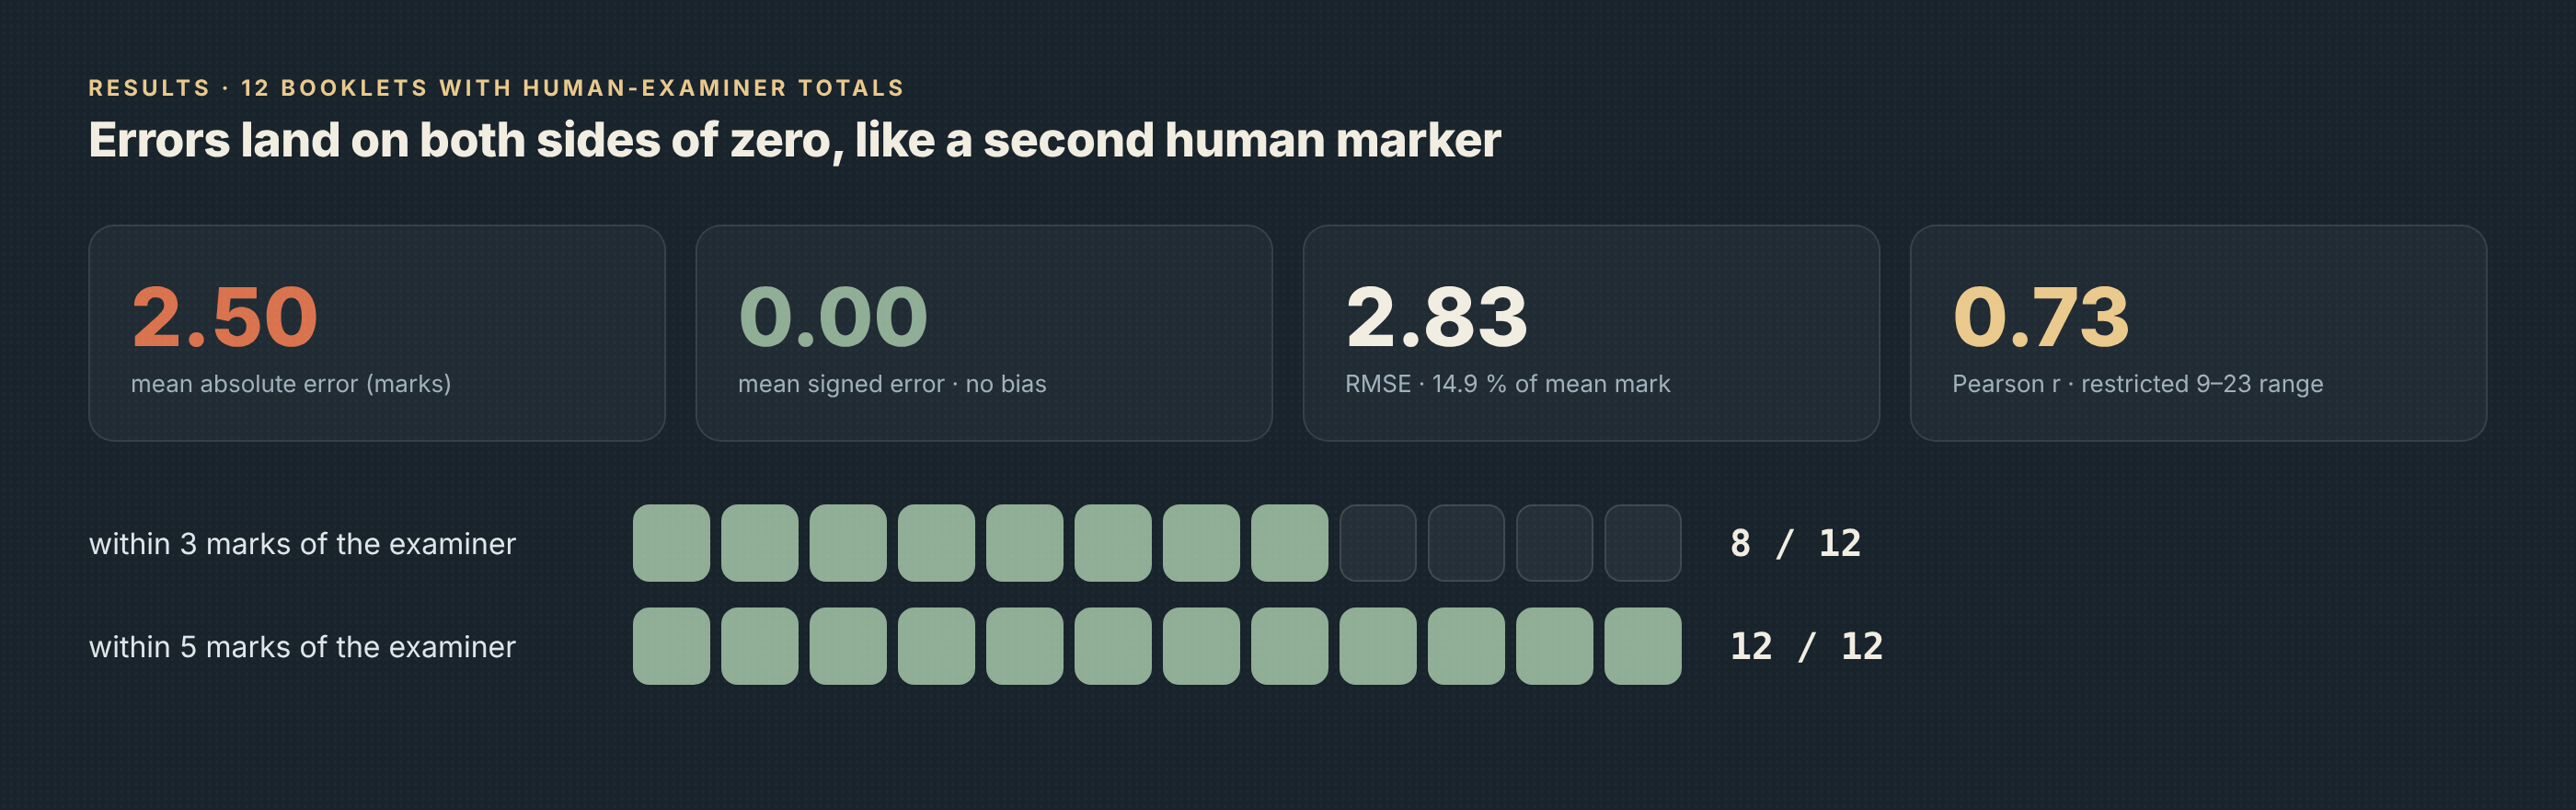 RESULTS · 12 BOOKLETS WITH HUMAN-EXAMINER TOTALS
Errors land on both sides of zero, like a second human marker
2.50
mean absolute error (marks)
0.00
mean signed error · no bias
2.83
RMSE · 14.9 % of mean mark
0.73
Pearson r · restricted 9–23 range
within 3 marks of the examiner
8 / 12
within 5 marks of the examiner
12 / 12